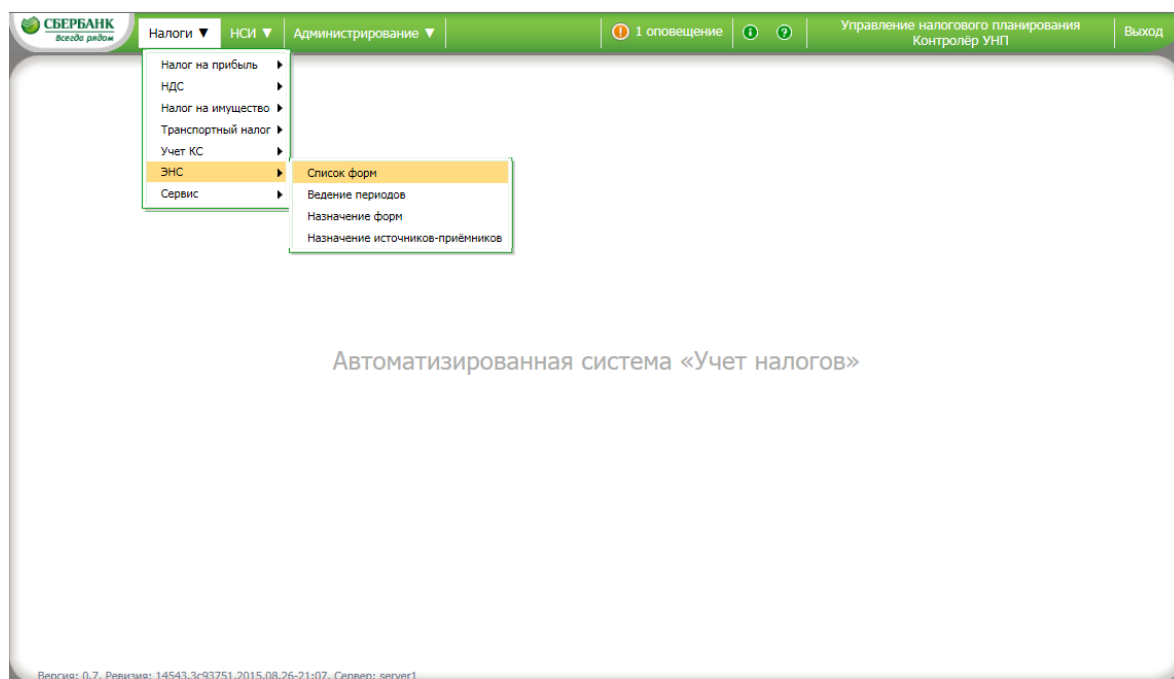 СБЕРБАНК
Всегда рядом
Налоги ▼
НСИ ▼
Администрирование ▼
1 оповещение
Управление налогового планирования
Контролёр УНП
Выход
Налог на прибыль
НДС
Налог на имущество
Транспортный налог
Учет КС
ЭНС
Сервис
Список форм
Ведение периодов
Назначение форм
Назначение источников-приёмников
Автоматизированная система «Учет налогов»
Версия: 0.7, Ревизия: 14543.3c93751.2015.08.26-21:07, Сервер: server1